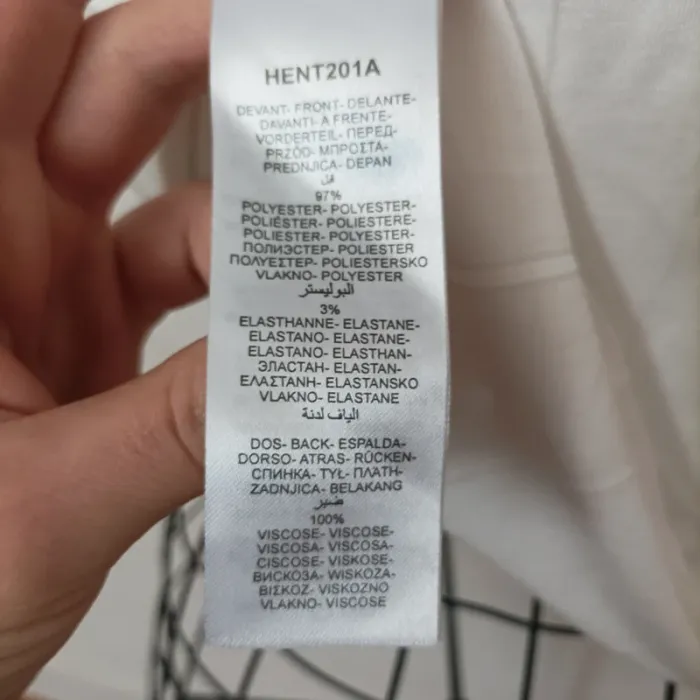 HENT201A
DEVANT- FRONT- DELANTE-
DAVANTI- A FRENTE-
VORDERTEIL- ПЕРЕД-
PRZÓD- ΜΠΡΟΣΤΑ-
PREDNJICA- DEPAN
97%
POLYESTER- POLYESTER-
POLIÉSTER- POLIESTERE-
POLIESTER- POLYESTER-
ПОЛИЭСТЕР- POLIESTER
ΠΟΛΥΕΣΤΕΡ- POLIESTERSKO
VLAKNO- POLYESTER
البوليستر
3%
ELASTHANNE- ELASTANE-
ELASTANO- ELASTANE-
ELASTANO- ELASTHAN-
ЭЛАСТАН- ELASTAN-
ΕΛΑΣΤΑΝΗ- ELASTANSKO
VLAKNO- ELASTANE
الياف لدنة
DOS- BACK- ESPALDA-
DORSO- ATRAS- RÜCKEN-
СПИНКА- TYŁ- ΠΛΑΤΗ-
ZADNJICA- BELAKANG
100%
VISCOSE- VISCOSE-
VISCOSA- VISCOSA-
CISCOSE- VISKOSE-
ВИСКОЗА- WISKOZA-
ΒΙΣΚΟΖ- VISKOZNO
VLAKNO- VISCOSE